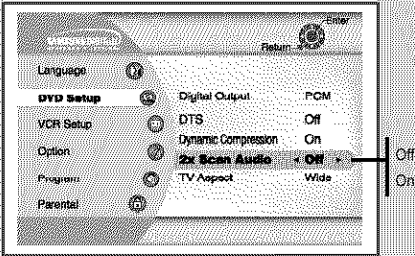 Enter
Return
Language
DVD Setup
VCR Setup
Option
Program
Parental
Digital Output PCM
DTS Off
Dynamic Compression On
2x Scan Audio Off
TV Aspect Wide
Off
On